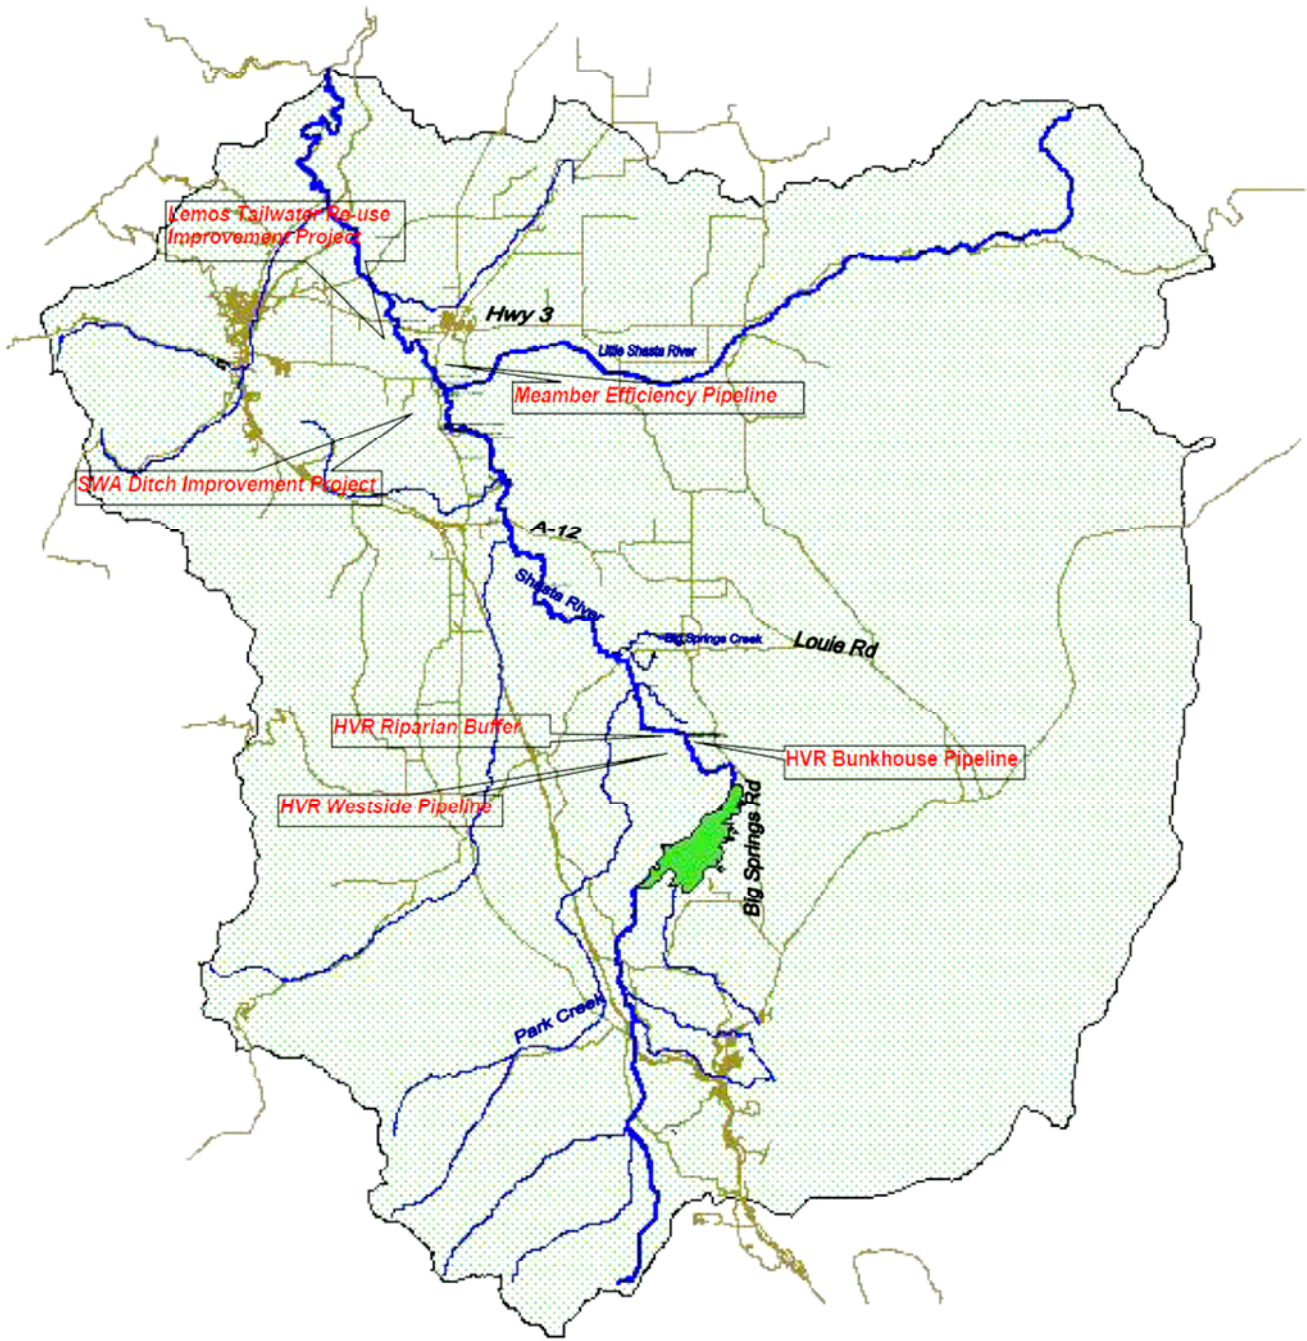 Lemos Tailwater Re-use
Improvement Project
Hwy 3
Little Shasta River
Meamber Efficiency Pipeline
SWA Ditch Improvement Project
A-12
Shasta River
Big Springs Creek
Louie Rd
HVR Riparian Buffer
HVR Bunkhouse Pipeline
HVR Westside Pipeline
Big Springs Rd
Park Creek